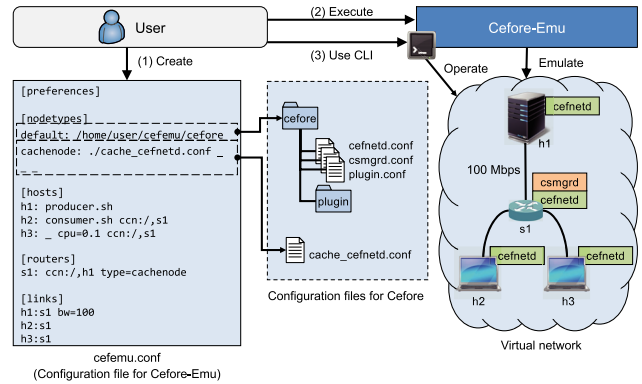 User
(2) Execute
Cefore-Emu
(3) Use CLI
(1) Create
Operate
Emulate
[preferences]
[nodetypes]
default: /home/user/cefemu/cefore
cachenode: ./cache_cefnetd.conf _
_ _
[hosts]
h1: producer.sh
h2: consumer.sh ccn:/,s1
h3: _ cpu=0.1 ccn:/,s1
[routers]
s1: ccn:/,h1 type=cachenode
[links]
h1:s1 bw=100
h2:s1
h3:s1
cefemu.conf
(Configuration file for Cefore-Emu)
cefore
cefnetd.conf
csmgrd.conf
plugin.conf
plugin
cache_cefnetd.conf
Configuration files for Cefore
cefnetd
h1
100 Mbps
csmgrd
cefnetd
s1
cefnetd
cefnetd
h2
h3
Virtual network